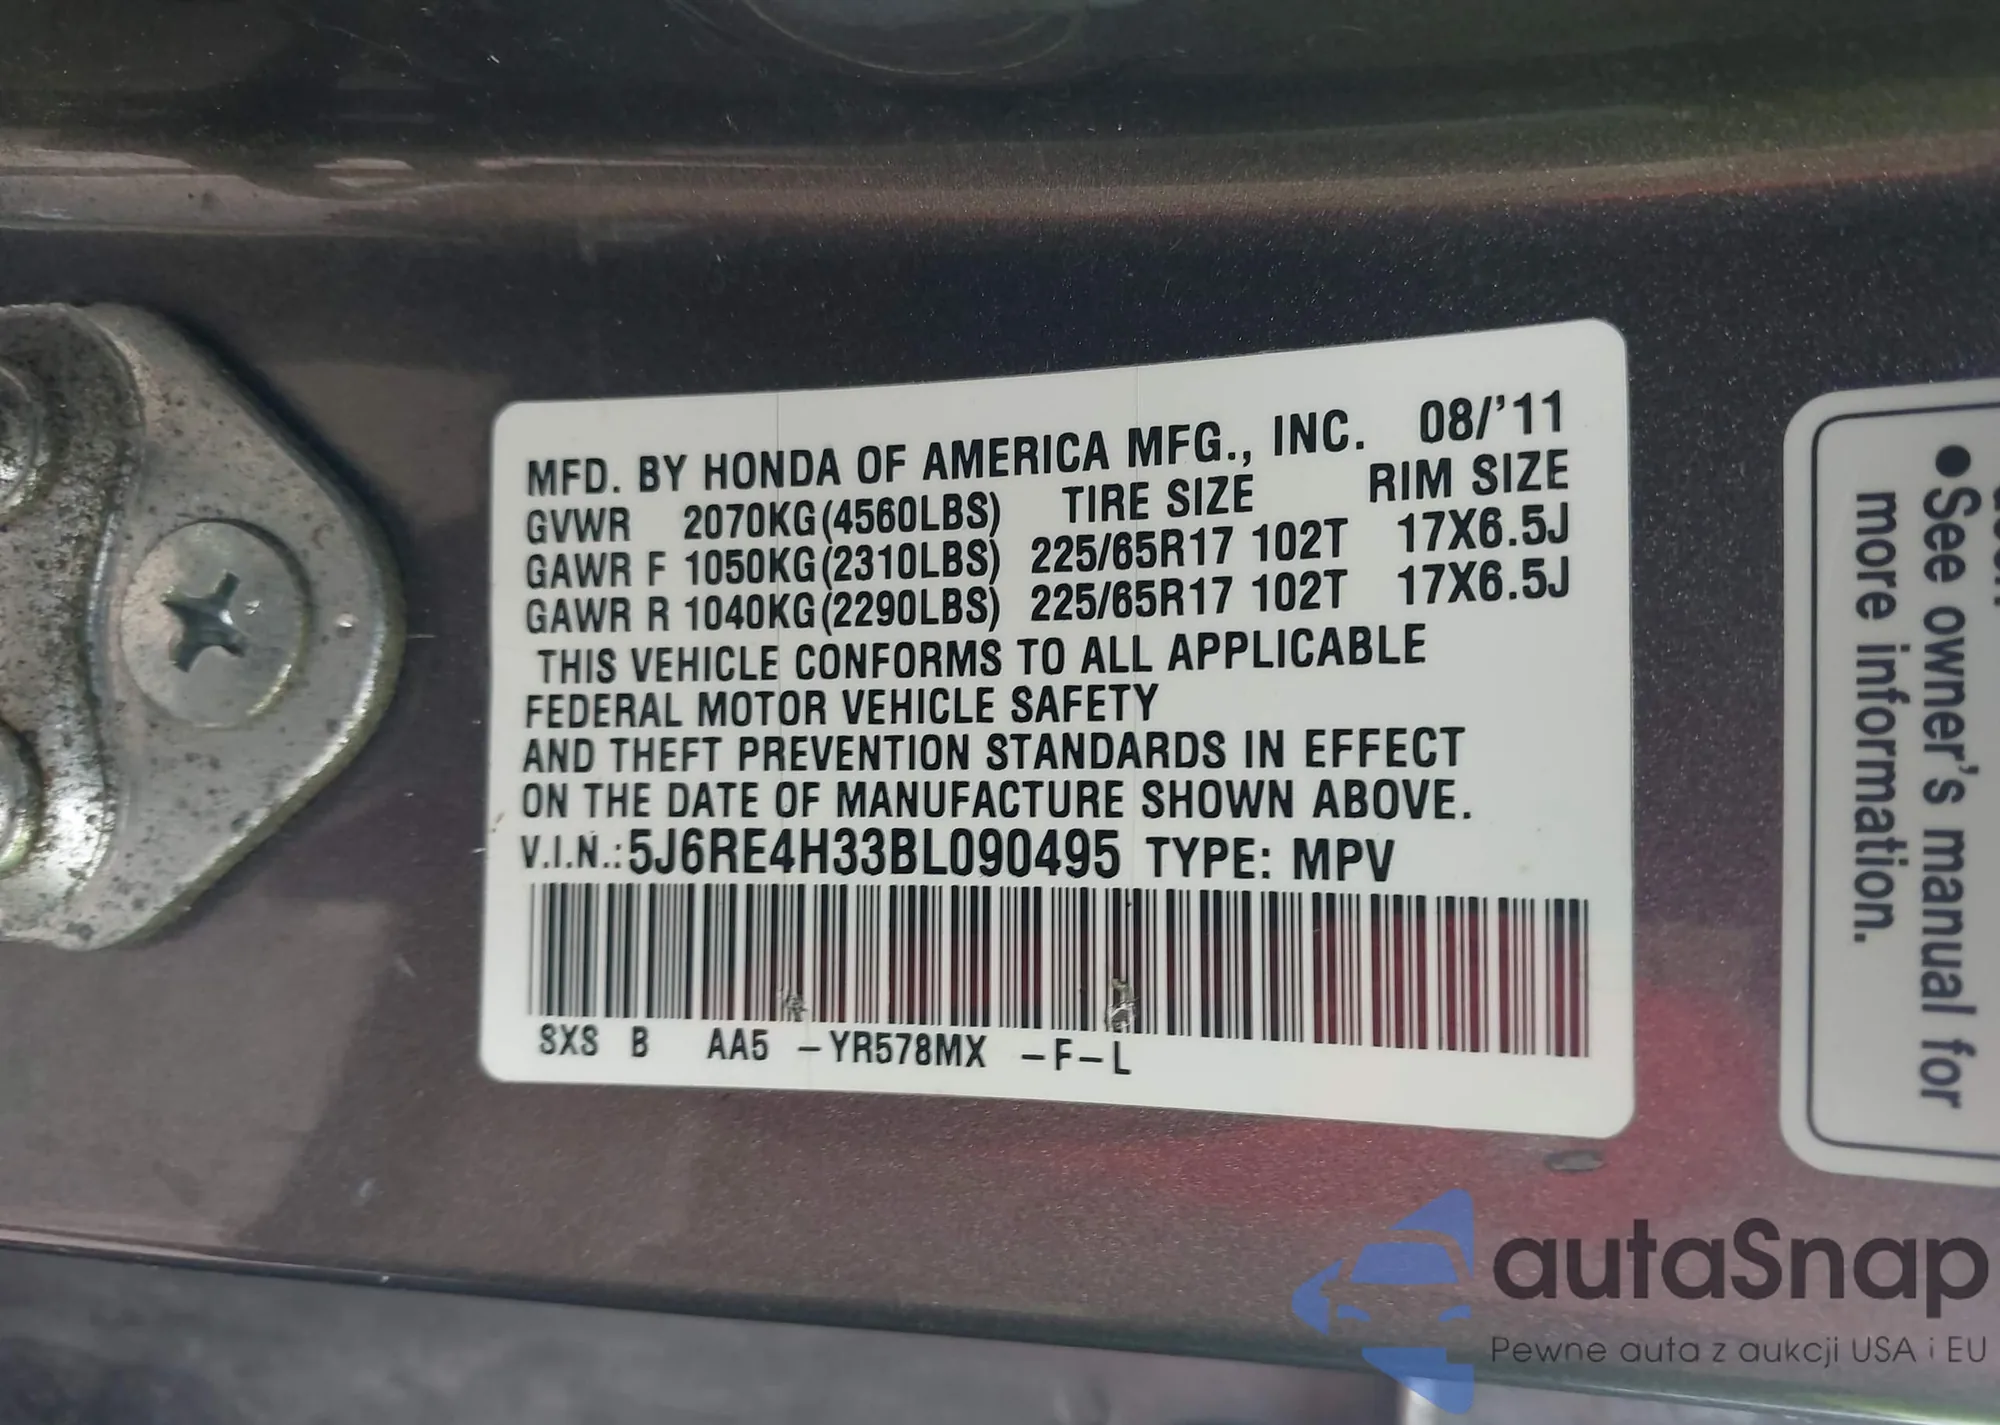 MFD. BY HONDA OF AMERICA MFG., INC. 08/'11
GVWR 2070KG(4560LBS) TIRE SIZE RIM SIZE
GAWR F 1050KG(2310LBS) 225/65R17 102T 17X6.5J
GAWR R 1040KG(2290LBS) 225/65R17 102T 17X6.5J
THIS VEHICLE CONFORMS TO ALL APPLICABLE
FEDERAL MOTOR VEHICLE SAFETY
AND THEFT PREVENTION STANDARDS IN EFFECT
ON THE DATE OF MANUFACTURE SHOWN ABOVE.
V.I.N.: 5J6RE4H33BL090495 TYPE: MPV
SXS B AA5 -YR578MX -F-L
●See owner's manual for
more information.
autaSnap
Pewne auta z aukcji USA i EU